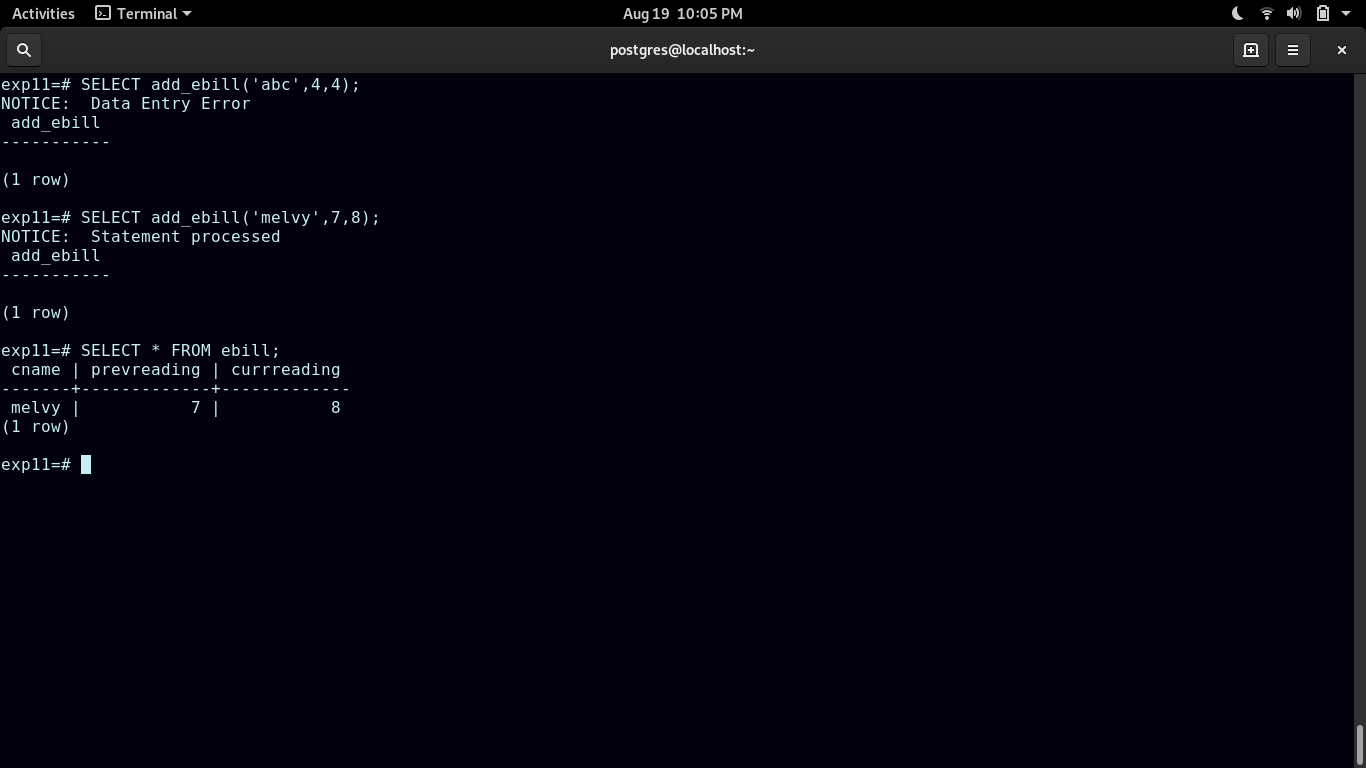 Activities Terminal Aug 19 10:05 PM
postgres@localhost:~
exp11=# SELECT add_ebill('abc',4,4);
NOTICE:  Data Entry Error
 add_ebill
-----------

(1 row)

exp11=# SELECT add_ebill('melvy',7,8);
NOTICE:  Statement processed
 add_ebill
-----------

(1 row)

exp11=# SELECT * FROM ebill;
 cname | prevreading | currreading
-------+-------------+-------------
 melvy |           7 |           8
(1 row)

exp11=#